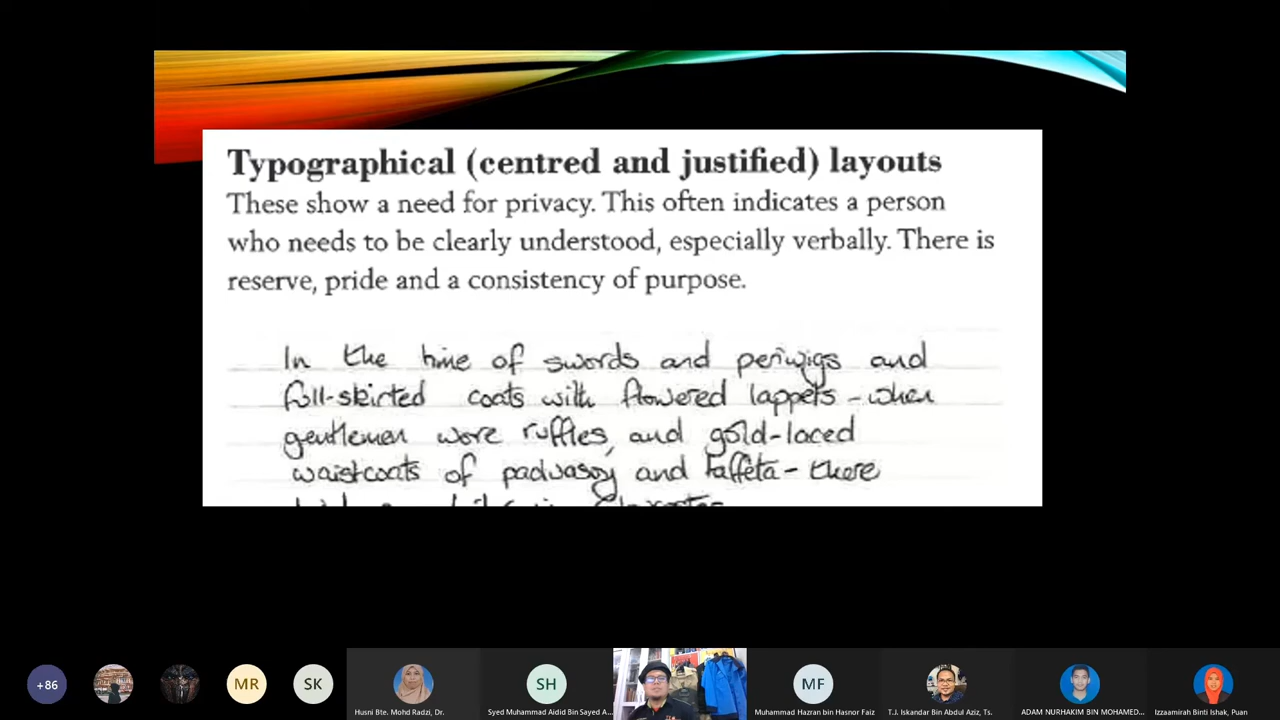 Typographical (centred and justified) layouts
These show a need for privacy. This often indicates a person
who needs to be clearly understood, especially verbally. There is
reserve, pride and a consistency of purpose.
In the time of swords and periwigs and
full-skirted coats with flowered lappets - when
gentlemen wore ruffles, and gold-laced
waistcoats of paduasoy and taffeta - there
+86
MR
SK
SH
MF
Husni Bte. Mohd Radzi, Dr.
Syed Muhammad Aidid Bin Sayed A...
Muhammad Hazran bin Hasnor Faiz
T.J. Iskandar Bin Abdul Aziz, Ts.
ADAM NURHAKIM BIN MOHAMED...
Izzaamirah Binti Ishak, Puan